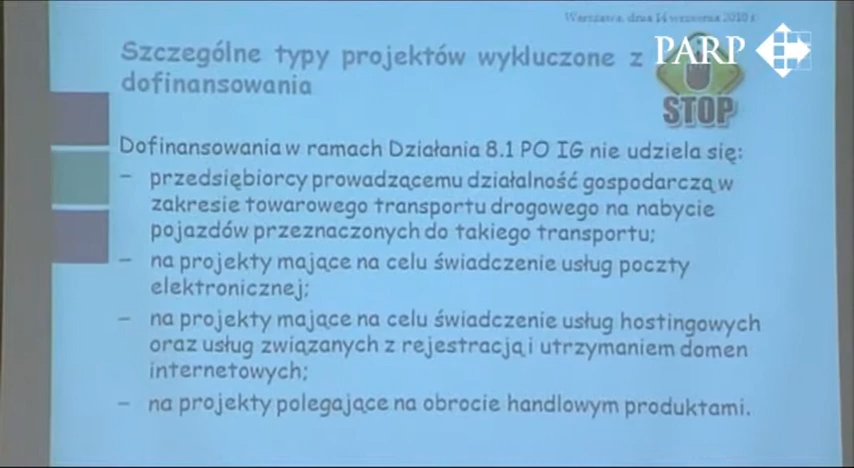 Warszawa, dnia 14 września 2010 r.
PARP
Szczególne typy projektów wykluczone z
dofinansowania
STOP
Dofinansowania w ramach Działania 8.1 PO IG nie udziela się:
- przedsiębiorcy prowadzącemu działalność gospodarczą w
zakresie towarowego transportu drogowego na nabycie
pojazdów przeznaczonych do takiego transportu;
- na projekty mające na celu świadczenie usług poczty
elektronicznej;
- na projekty mające na celu świadczenie usług hostingowych
oraz usług związanych z rejestracją i utrzymaniem domen
internetowych;
- na projekty polegające na obrocie handlowym produktami.